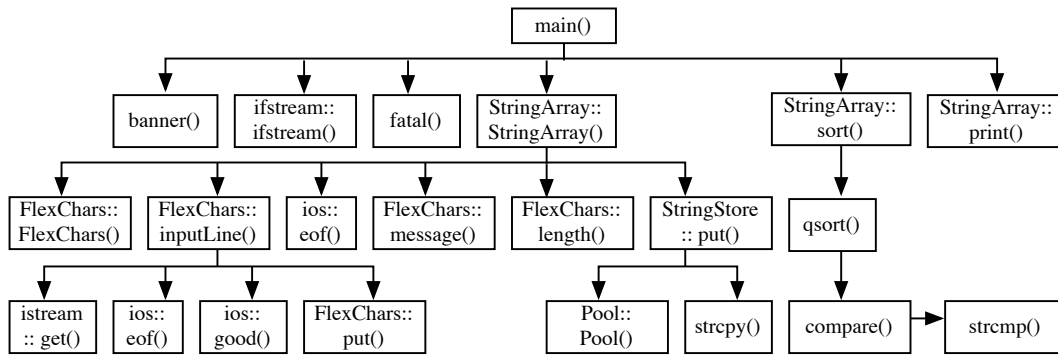 main()
banner()
ifstream::
ifstream()
fatal()
StringArray::
StringArray()
StringArray::
sort()
StringArray::
print()
FlexChars::
FlexChars()
FlexChars::
inputLine()
ios::
eof()
FlexChars::
message()
FlexChars::
length()
StringStore
:: put()
qsort()
istream
:: get()
ios::
eof()
ios::
good()
FlexChars::
put()
Pool::
Pool()
strcpy()
compare()
strcmp()